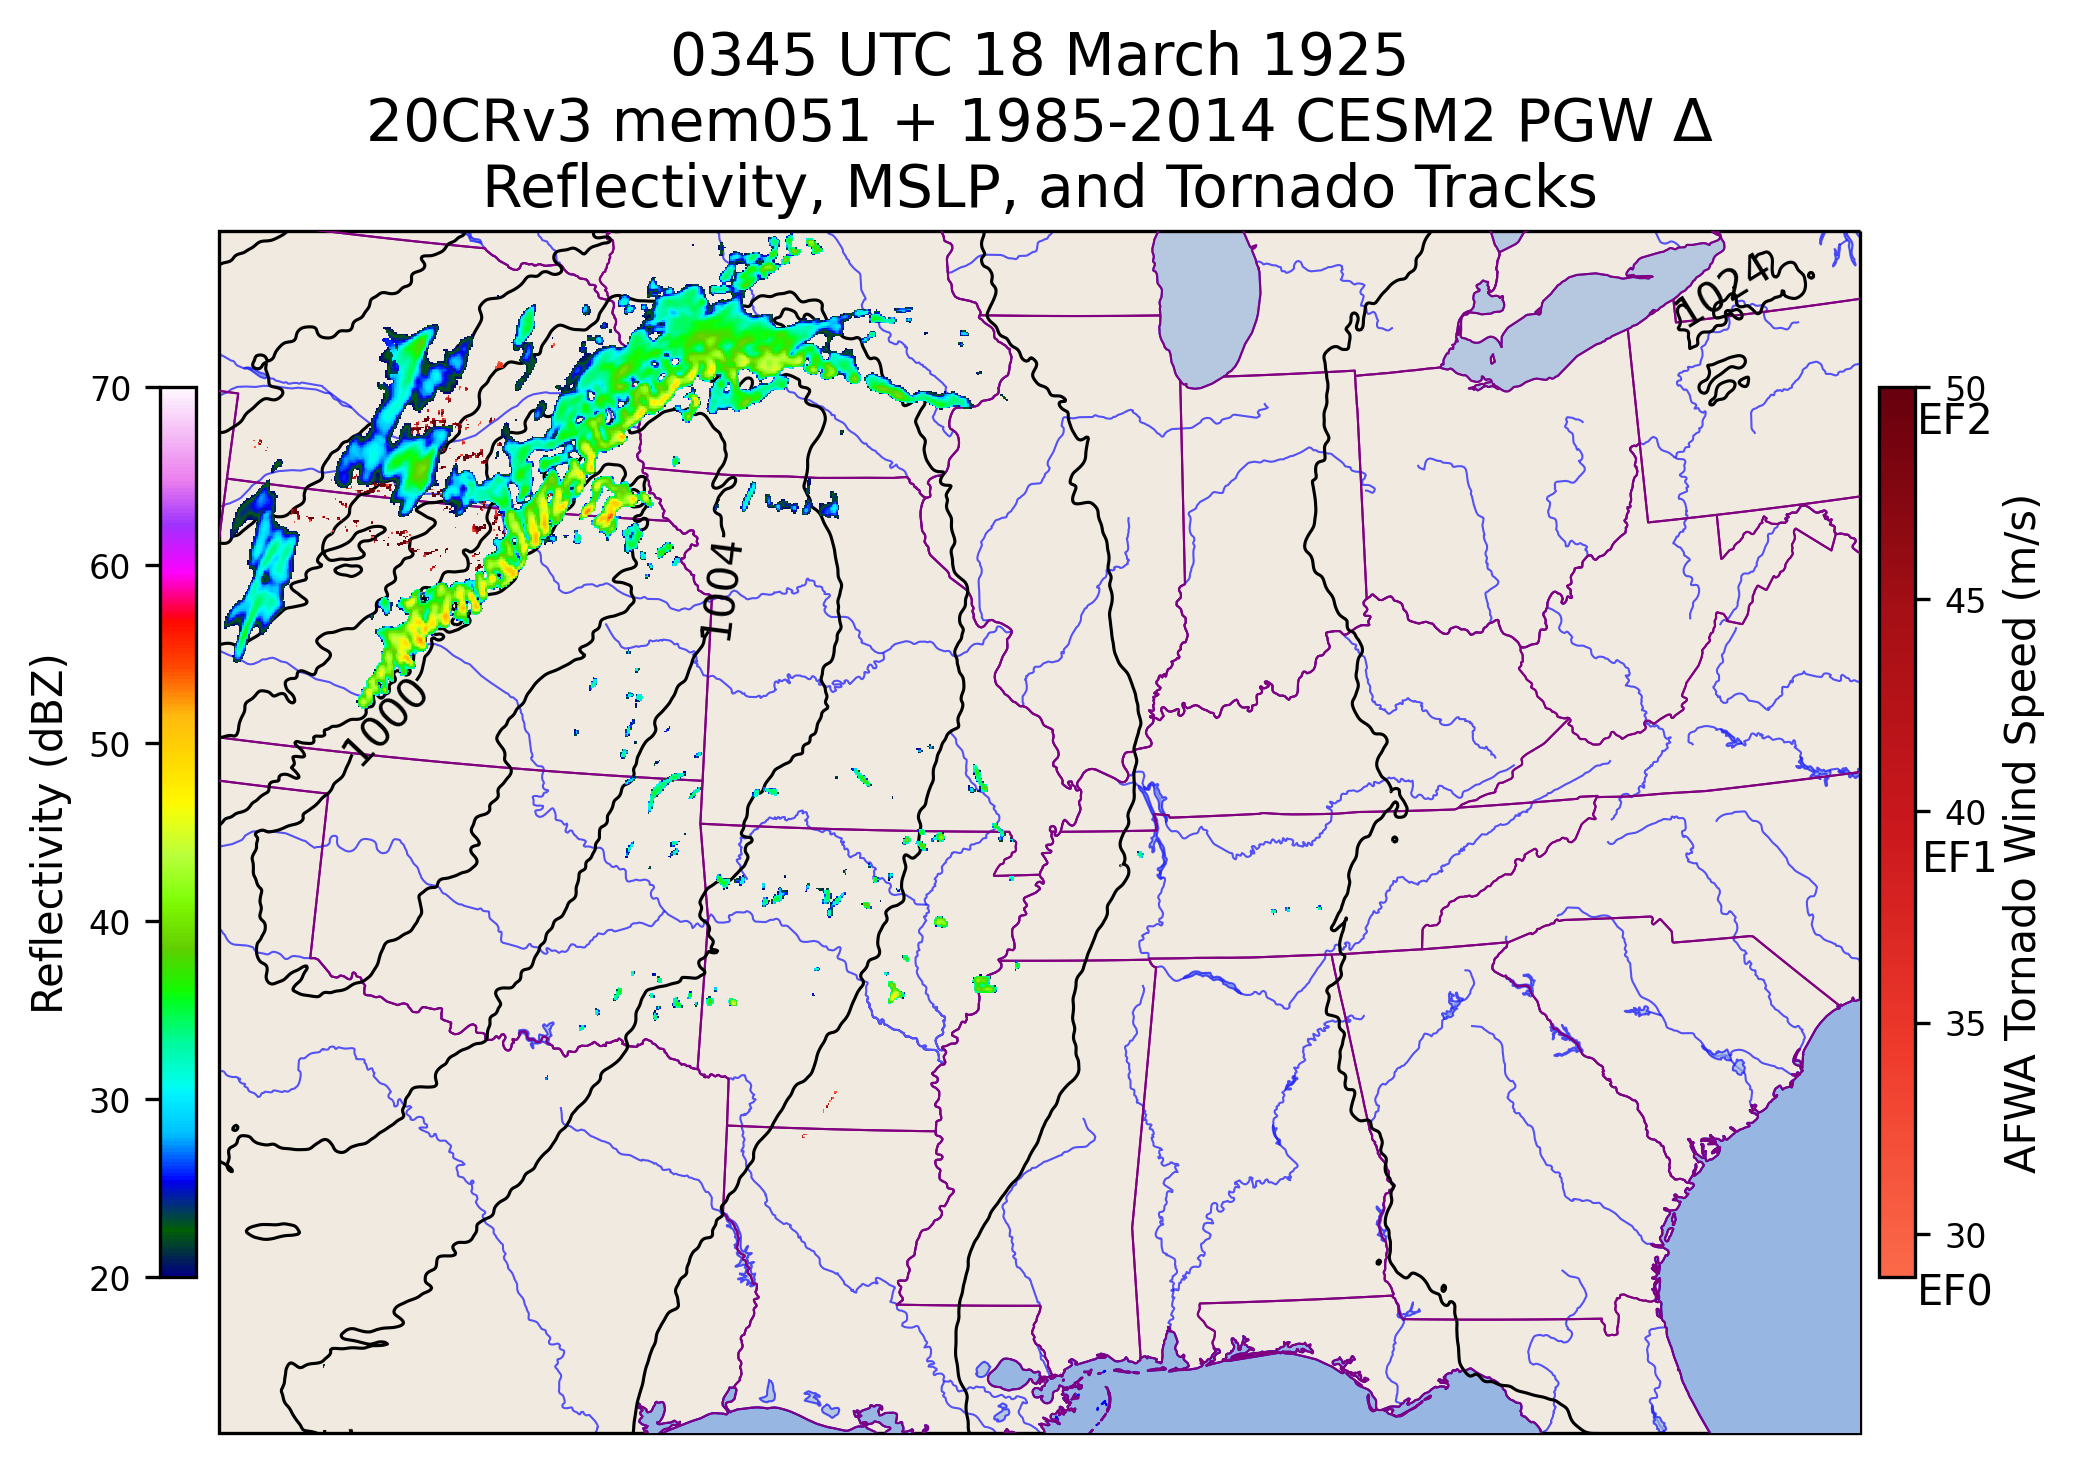 0345 UTC 18 March 1925
20CRv3 mem051 + 1985-2014 CESM2 PGW Δ
Reflectivity, MSLP, and Tornado Tracks
70
60
50
40
30
20
Reflectivity (dBZ)
1024
1004
1000
50
EF2
45
40
EF1
35
30
EF0
AFWA Tornado Wind Speed (m/s)